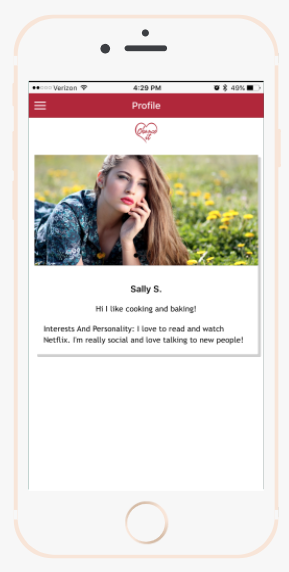 Verizon 4:29 PM 49%
Profile
Sally S.
Hi I like cooking and baking!
Interests And Personality: I love to read and watch
Netflix. I'm really social and love talking to new people!